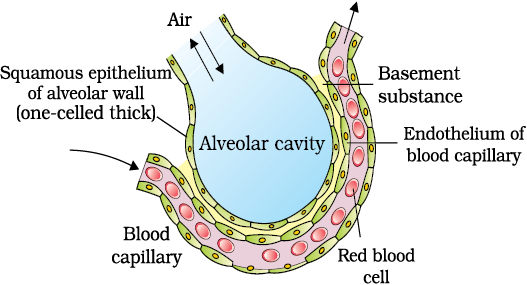 Air
Squamous epithelium
of alveolar wall
(one-celled thick)
Alveolar cavity
Basement
substance
Endothelium of
blood capillary
Blood
capillary
Red blood
cell